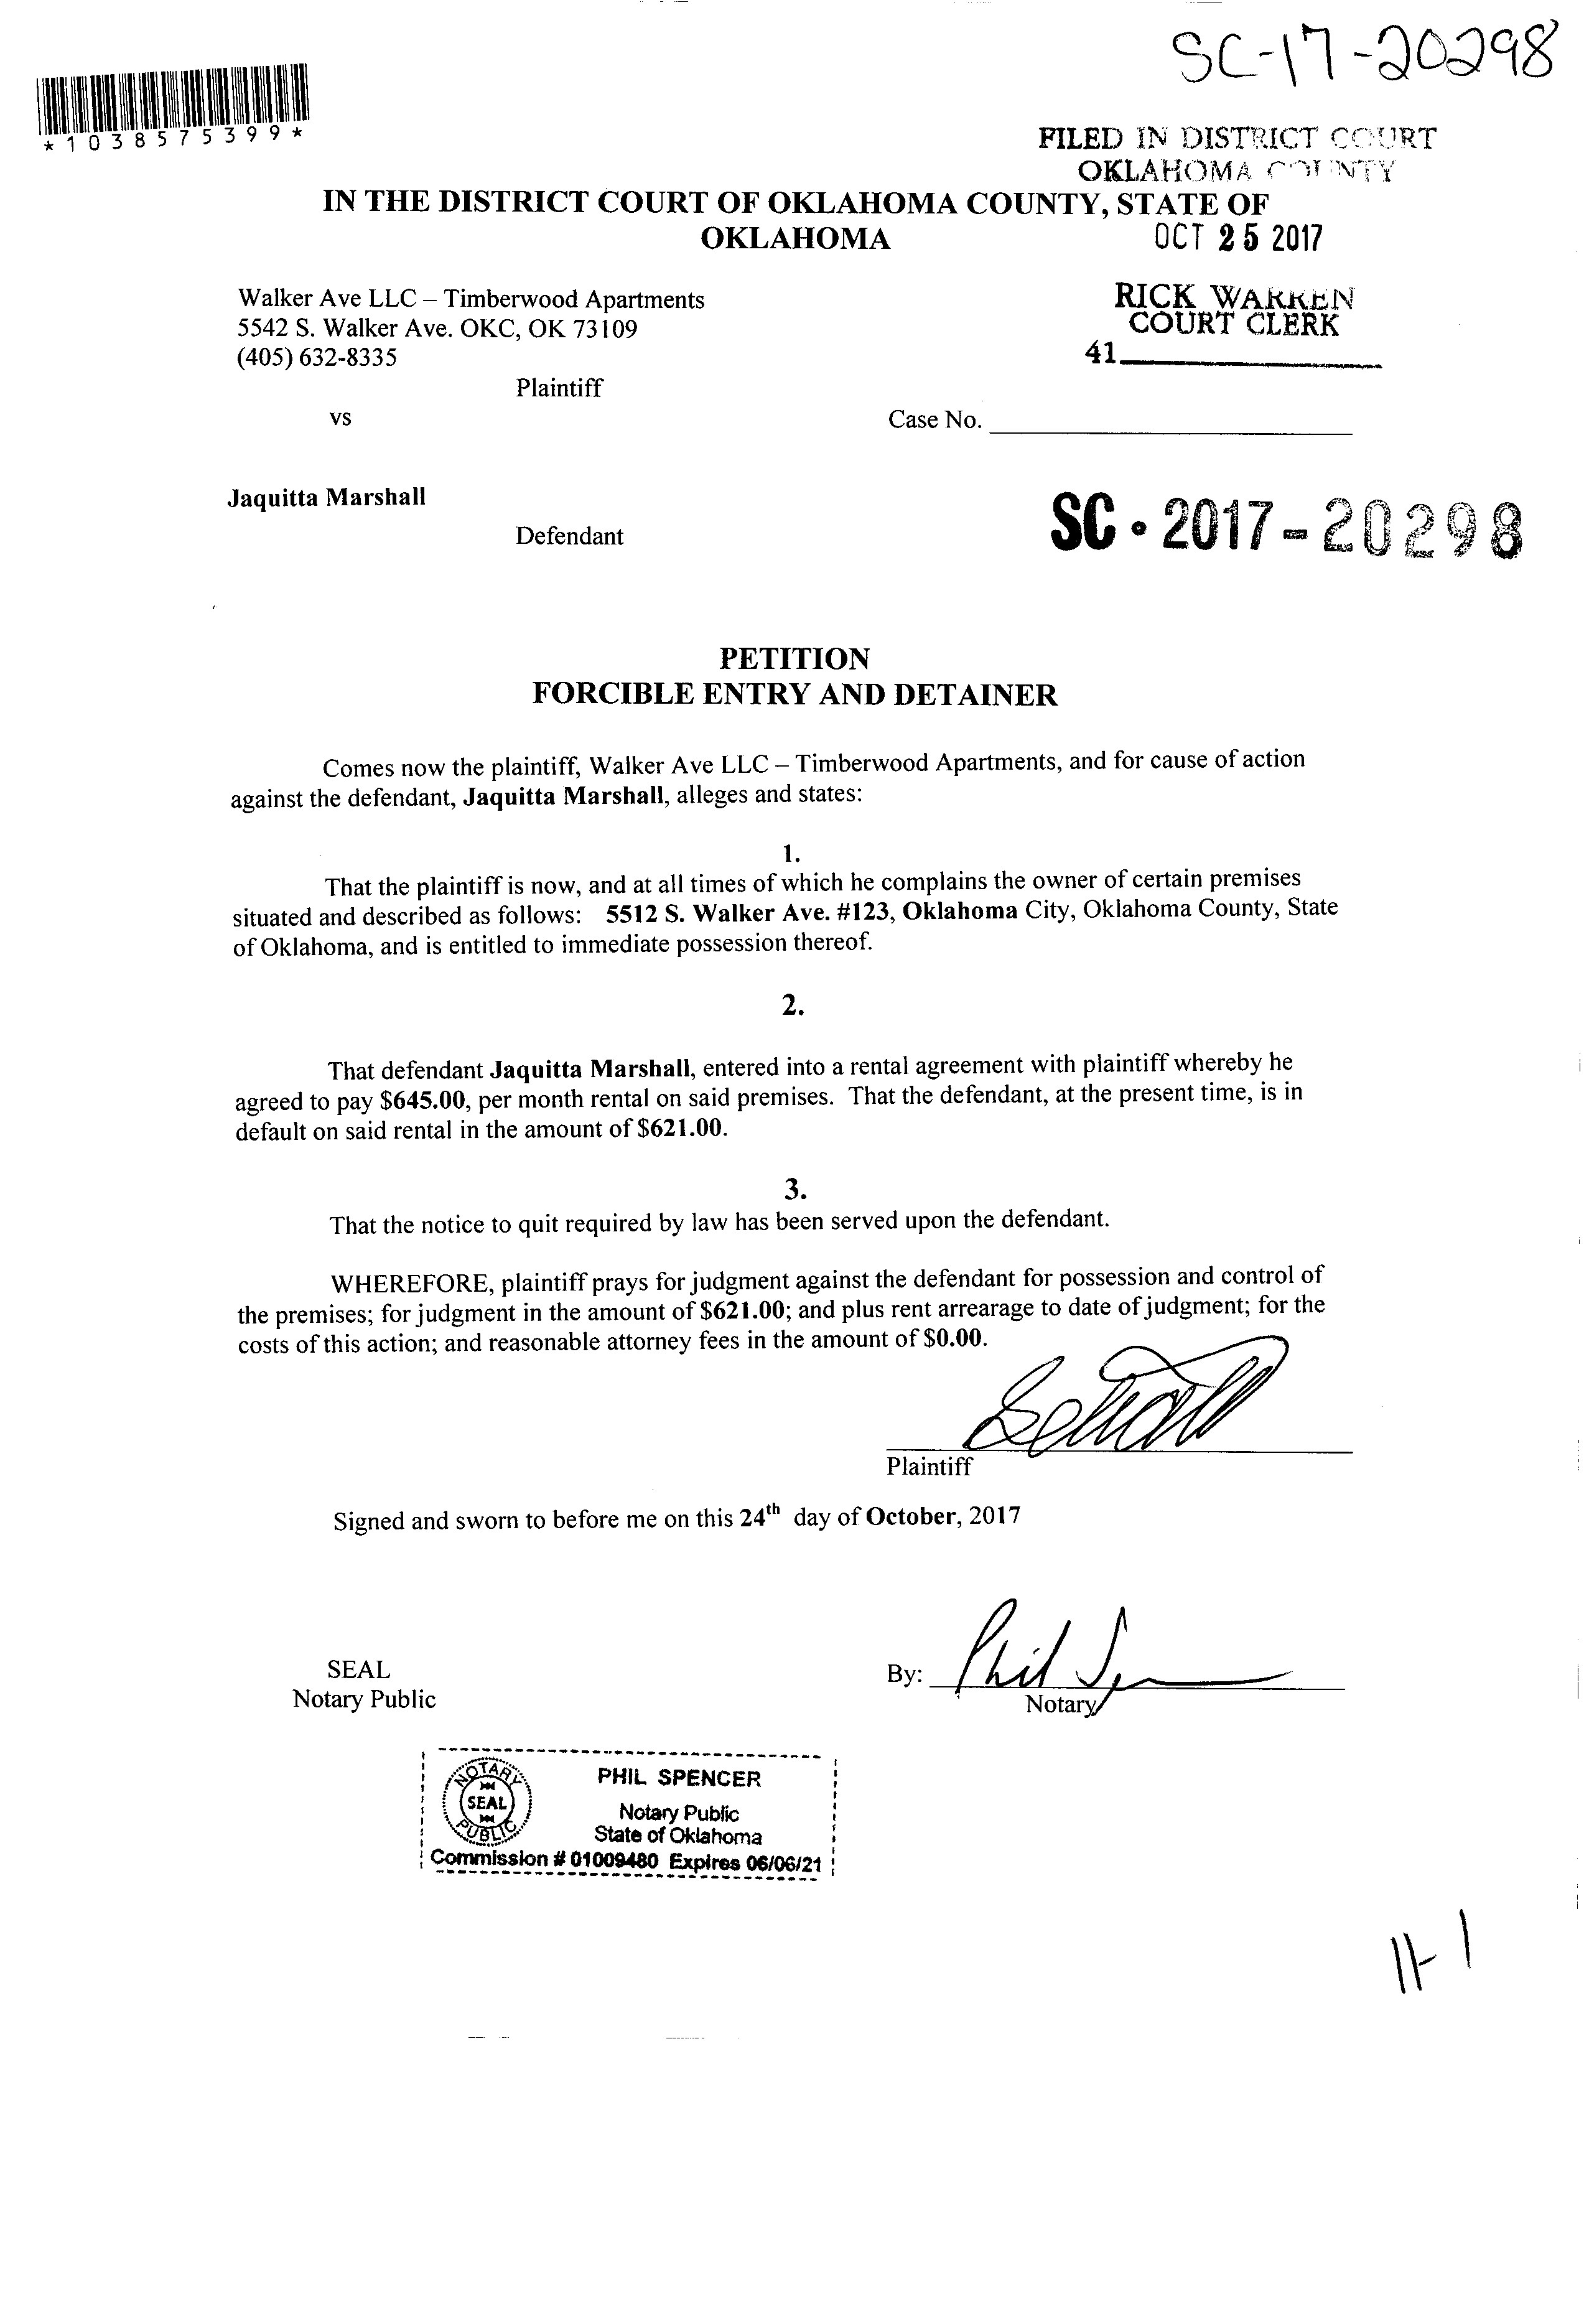 SC-17-20298
*1038575399*
FILED IN DISTRICT COURT
OKLAHOMA COUNTY
IN THE DISTRICT COURT OF OKLAHOMA COUNTY, STATE OF
OKLAHOMA
OCT 25 2017
Walker Ave LLC – Timberwood Apartments
5542 S. Walker Ave. OKC, OK 73109
(405) 632-8335
RICK WARREN
COURT CLERK
41
Plaintiff
vs
Case No.
Jaquitta Marshall
Defendant
SC • 2017-20298
PETITION
FORCIBLE ENTRY AND DETAINER
Comes now the plaintiff, Walker Ave LLC – Timberwood Apartments, and for cause of action
against the defendant, Jaquitta Marshall, alleges and states:
1.
That the plaintiff is now, and at all times of which he complains the owner of certain premises
situated and described as follows: 5512 S. Walker Ave. #123, Oklahoma City, Oklahoma County, State
of Oklahoma, and is entitled to immediate possession thereof.
2.
That defendant Jaquitta Marshall, entered into a rental agreement with plaintiff whereby he
agreed to pay $645.00, per month rental on said premises. That the defendant, at the present time, is in
default on said rental in the amount of $621.00.
3.
That the notice to quit required by law has been served upon the defendant.
WHEREFORE, plaintiff prays for judgment against the defendant for possession and control of
the premises; for judgment in the amount of $621.00; and plus rent arrearage to date of judgment; for the
costs of this action; and reasonable attorney fees in the amount of $0.00.
Plaintiff
Signed and sworn to before me on this 24th day of October, 2017
SEAL
Notary Public
By: Phil
Notary
NOTARY
SEAL
PUBLIC
PHIL SPENCER
Notary Public
State of Oklahoma
Commission # 01009480 Expires 06/06/21
11-1